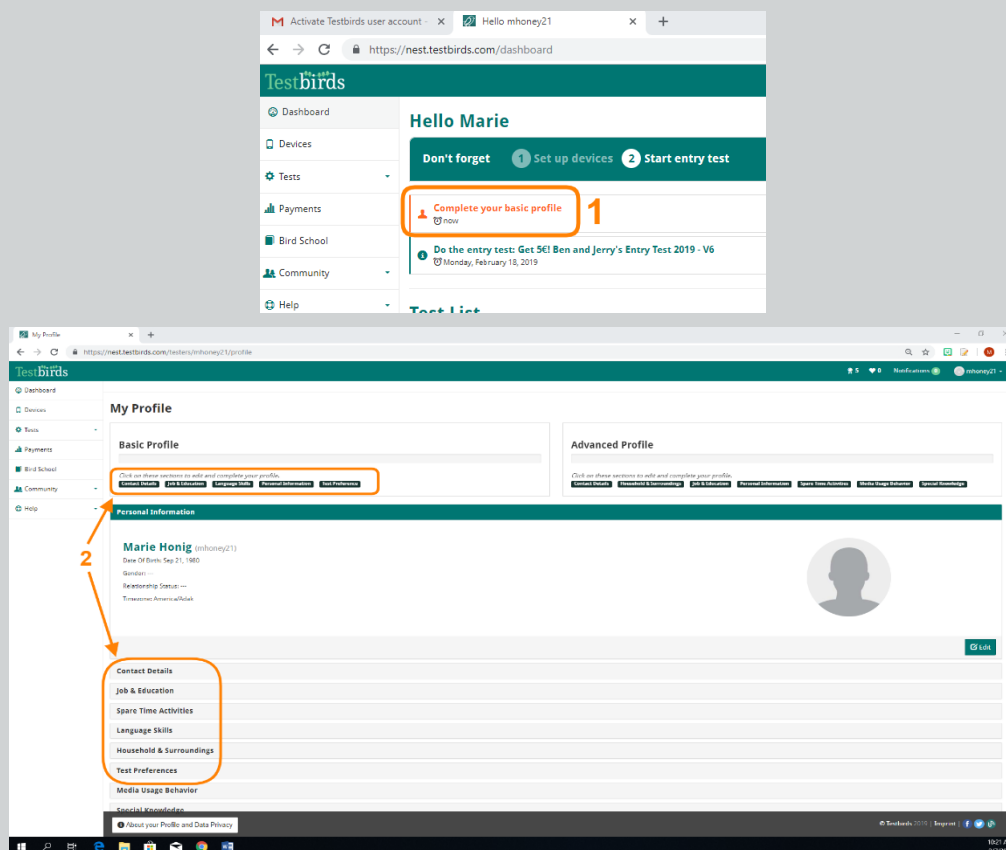 Activate Testbirds user account - × Hello mhoney21 × +
https://nest.testbirds.com/dashboard
Testbirds
Dashboard
Devices
Tests
Payments
Bird School
Community
Help
Hello Marie
Don't forget 1 Set up devices 2 Start entry test
Complete your basic profile
now
1
Do the entry test: Get 5€! Ben and Jerry's Entry Test 2019 - V6
Monday, February 18, 2019
Test List
My Profile × +
https://nest.testbirds.com/testers/mhoney21/profile
Testbirds
5 0 Notifications mhoney21
Dashboard
Devices
Tests
Payments
Bird School
Community
Help
My Profile
Basic Profile
Click on these sections to edit and complete your profile.
Contact Details Job & Education Language Skills Personal Information Test Preference
Advanced Profile
Click on these sections to edit and complete your profile.
Contact Details Household & Surroundings Job & Education Personal Information Spare Time Activities Media Usage Behavior Special Knowledge
Personal Information
Marie Honig (mhoney21)
Date Of Birth: Sep 21, 1980
Gender: ---
Relationship Status: ---
Timezone: America/Adak
2
Edit
Contact Details
Job & Education
Spare Time Activities
Language Skills
Household & Surroundings
Test Preferences
Media Usage Behavior
Special Knowledge
About your Profile and Data Privacy
© Testbirds 2019 | Imprint |